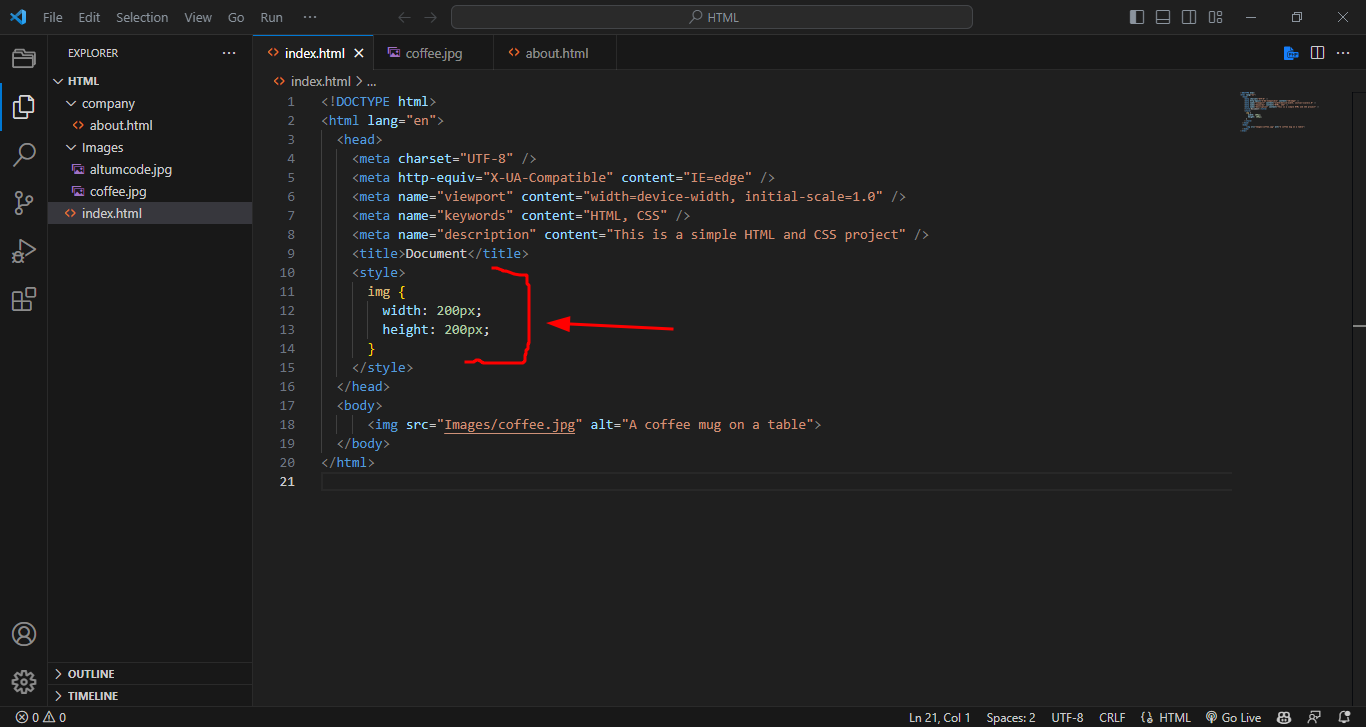 File Edit Selection View Go Run ··· HTML
EXPLORER ···
HTML
company
about.html
Images
altumcode.jpg
coffee.jpg
index.html
OUTLINE
TIMELINE
index.html coffee.jpg about.html
index.html > ...
1 <!DOCTYPE html>
2 <html lang="en">
3 <head>
4 <meta charset="UTF-8" />
5 <meta http-equiv="X-UA-Compatible" content="IE=edge" />
6 <meta name="viewport" content="width=device-width, initial-scale=1.0" />
7 <meta name="keywords" content="HTML, CSS" />
8 <meta name="description" content="This is a simple HTML and CSS project" />
9 <title>Document</title>
10 <style>
11 img {
12 width: 200px;
13 height: 200px;
14 }
15 </style>
16 </head>
17 <body>
18 <img src="Images/coffee.jpg" alt="A coffee mug on a table">
19 </body>
20 </html>
21
0 0 Ln 21, Col 1 Spaces: 2 UTF-8 CRLF HTML Go Live